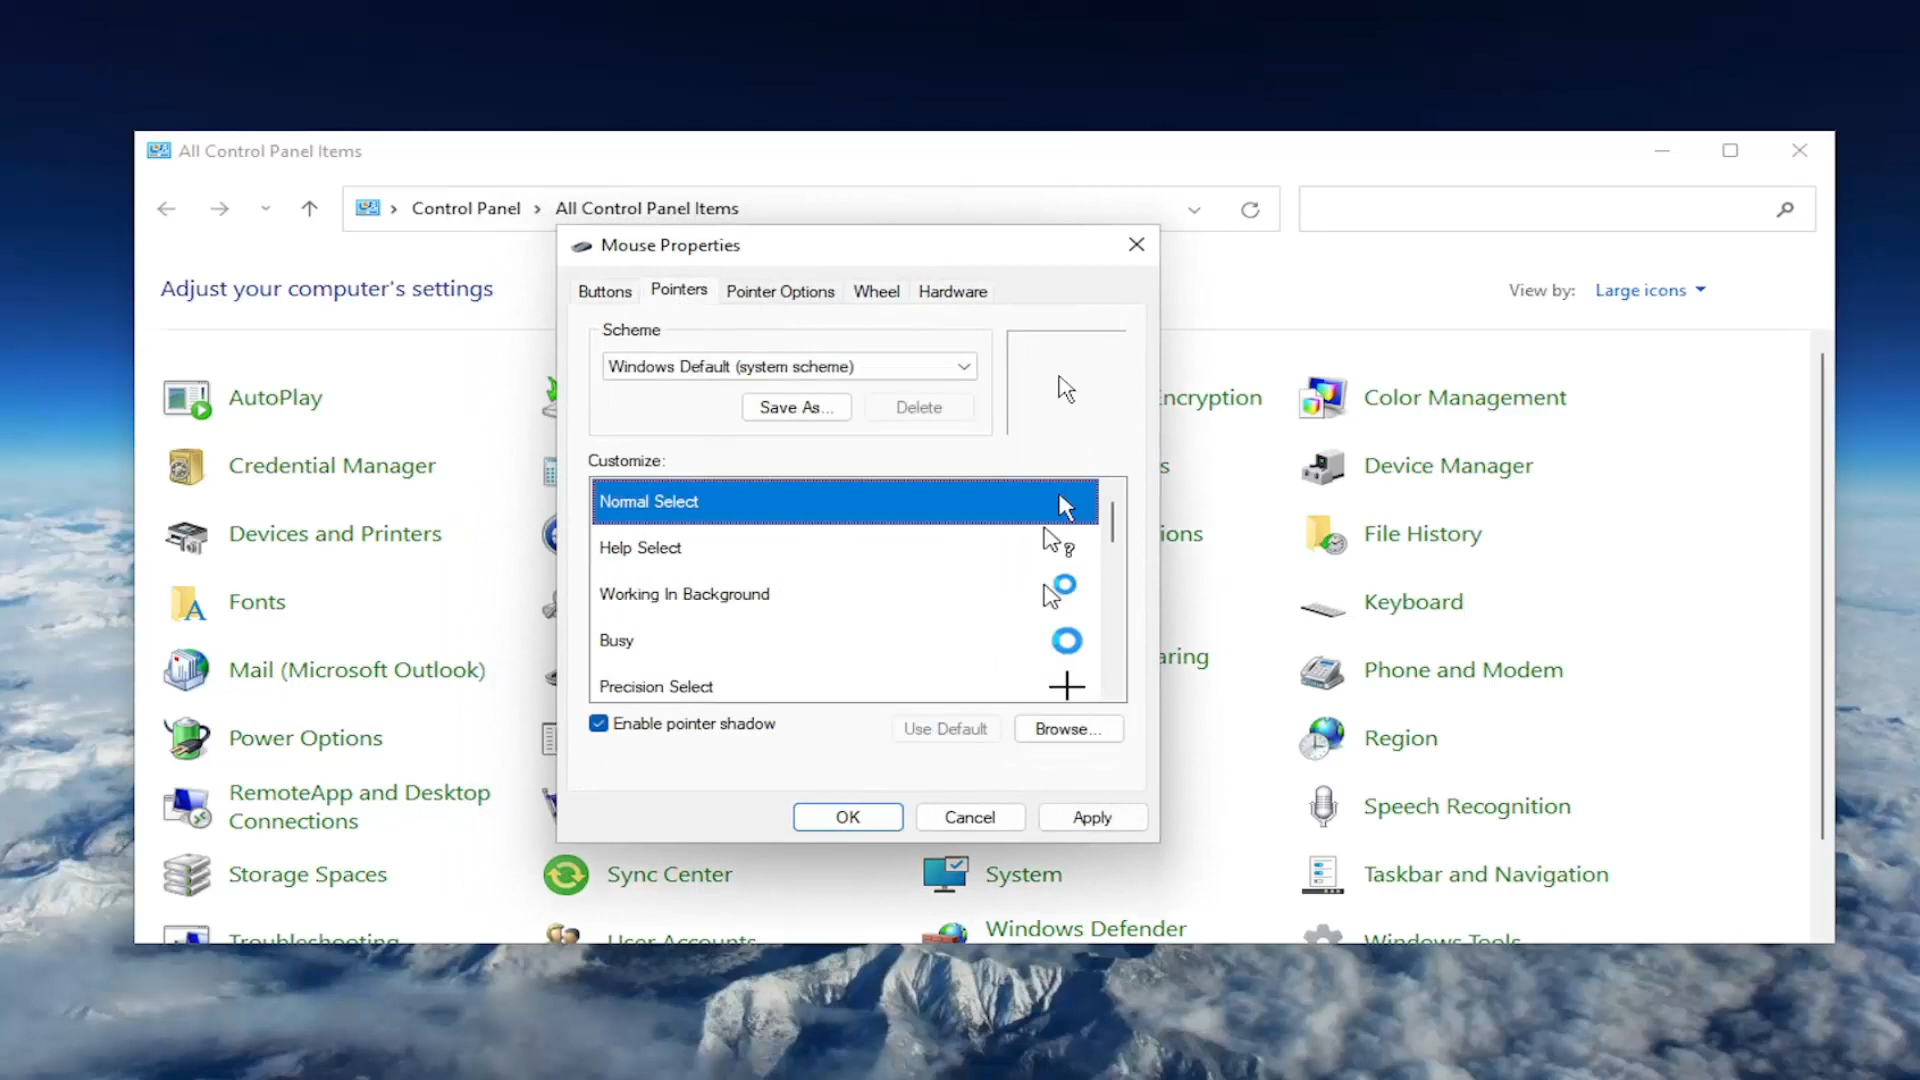 All Control Panel Items
Control Panel All Control Panel Items
Mouse Properties
Adjust your computer's settings
View by: Large icons
Buttons Pointers Pointer Options Wheel Hardware
Scheme
Windows Default (system scheme)
Save As... Delete
Customize:
Normal Select
Help Select
Working In Background
Busy
Precision Select
Enable pointer shadow
Use Default Browse...
OK Cancel Apply
AutoPlay
ncryption
Color Management
Credential Manager
s
Device Manager
Devices and Printers
ions
File History
Fonts
Keyboard
Mail (Microsoft Outlook)
aring
Phone and Modem
Power Options
Region
RemoteApp and Desktop
Connections
Speech Recognition
Storage Spaces
Sync Center
System
Taskbar and Navigation
Troubleshooting
User Accounts
Windows Defender
Windows Tools